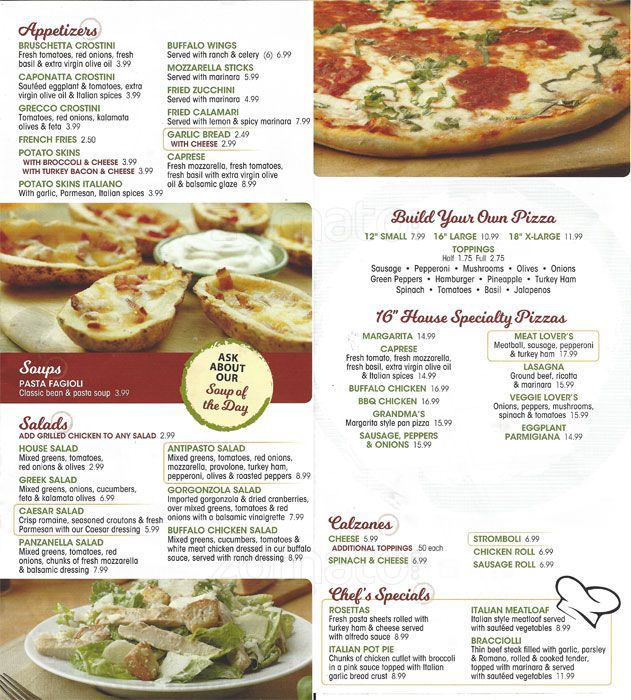 Appetizers
BRUSCHETTA CROSTINI
Fresh tomatoes, red onions, fresh
basil & extra virgin olive oil 3.99
CAPONATTA CROSTINI
Sautéed eggplant & tomatoes, extra
virgin olive oil & Italian spices 3.99
GRECCO CROSTINI
Tomatoes, red onions, kalamata
olives & feta 3.99
FRENCH FRIES 2.50
POTATO SKINS
WITH BROCCOLI & CHEESE 3.99
WITH TURKEY BACON & CHEESE 3.99
POTATO SKINS ITALIANO
With garlic, Parmesan, Italian spices 3.99
BUFFALO WINGS
Served with ranch & celery (6) 6.99
MOZZARELLA STICKS
Served with marinara 5.99
FRIED ZUCCHINI
Served with marinara 4.99
FRIED CALAMARI
Served with lemon & spicy marinara 7.99
GARLIC BREAD 2.49
WITH CHEESE 2.99
CAPRESE
Fresh mozzarella, fresh tomatoes,
fresh basil with extra virgin olive
oil & balsamic glaze 8.99
Soups
PASTA FAGIOLI
Classic bean & pasta soup 3.99
ASK
ABOUT
OUR
Soup of
the Day
Salads
ADD GRILLED CHICKEN TO ANY SALAD 2.99
HOUSE SALAD
Mixed greens, tomatoes,
red onions & olives 2.99
GREEK SALAD
Mixed greens, onions, cucumbers,
feta & kalamata olives 6.99
CAESAR SALAD
Crisp romaine, seasoned croutons & fresh
Parmesan with our Caesar dressing 5.99
PANZANELLA SALAD
Mixed greens, tomatoes, red
onions, chunks of fresh mozzarella
& balsamic dressing 7.99
ANTIPASTO SALAD
Mixed greens, tomatoes, red onions,
mozzarella, provolone, turkey ham,
pepperoni, olives & roasted peppers 8.99
GORGONZOLA SALAD
Imported gorgonzola & dried cranberries,
over mixed greens, tomatoes & red
onions with a balsamic vinaigrette 7.99
BUFFALO CHICKEN SALAD
Mixed greens, cucumbers, tomatoes &
white meat chicken dressed in our buffalo
sauce, served with ranch dressing 8.99
Build Your Own Pizza
12" SMALL 7.99 16" LARGE 10.99 18" X-LARGE 11.99
TOPPINGS
Half 1.75 Full 2.75
Sausage • Pepperoni • Mushrooms • Olives • Onions
Green Peppers • Hamburger • Pineapple • Turkey Ham
Spinach • Tomatoes • Basil • Jalapenos
16" House Specialty Pizzas
MARGARITA 14.99
CAPRESE
Fresh tomato, fresh mozzarella,
fresh basil, extra virgin olive oil
& Italian spices 14.99
BUFFALO CHICKEN 16.99
BBQ CHICKEN 16.99
GRANDMA'S
Margarita style pan pizza 15.99
SAUSAGE, PEPPERS
& ONIONS 15.99
MEAT LOVER'S
Meatball, sausage, pepperoni
& turkey ham 17.99
LASAGNA
Ground beef, ricotta
& marinara 15.99
VEGGIE LOVER'S
Onions, peppers, mushrooms,
spinach & tomatoes 15.99
EGGPLANT
PARMIGIANA 14.99
Calzones
CHEESE 5.99
ADDITIONAL TOPPINGS .50 each
SPINACH & CHEESE 6.99
STROMBOLI 6.99
CHICKEN ROLL 6.99
SAUSAGE ROLL 6.99
Chef's Specials
ROSETTAS
Fresh pasta sheets rolled with
turkey ham & cheese served
with alfredo sauce 8.99
ITALIAN POT PIE
Chunks of chicken cutlet with broccoli
in a pink sauce topped with Italian
garlic bread crust 8.99
ITALIAN MEATLOAF
Italian style meatloaf served
with sautéed vegetables 8.99
BRACCIOLLI
Thin beef steak filled with garlic, parsley
& Romano, rolled & cooked tender,
topped with marinara & served
with sautéed vegetables 11.99